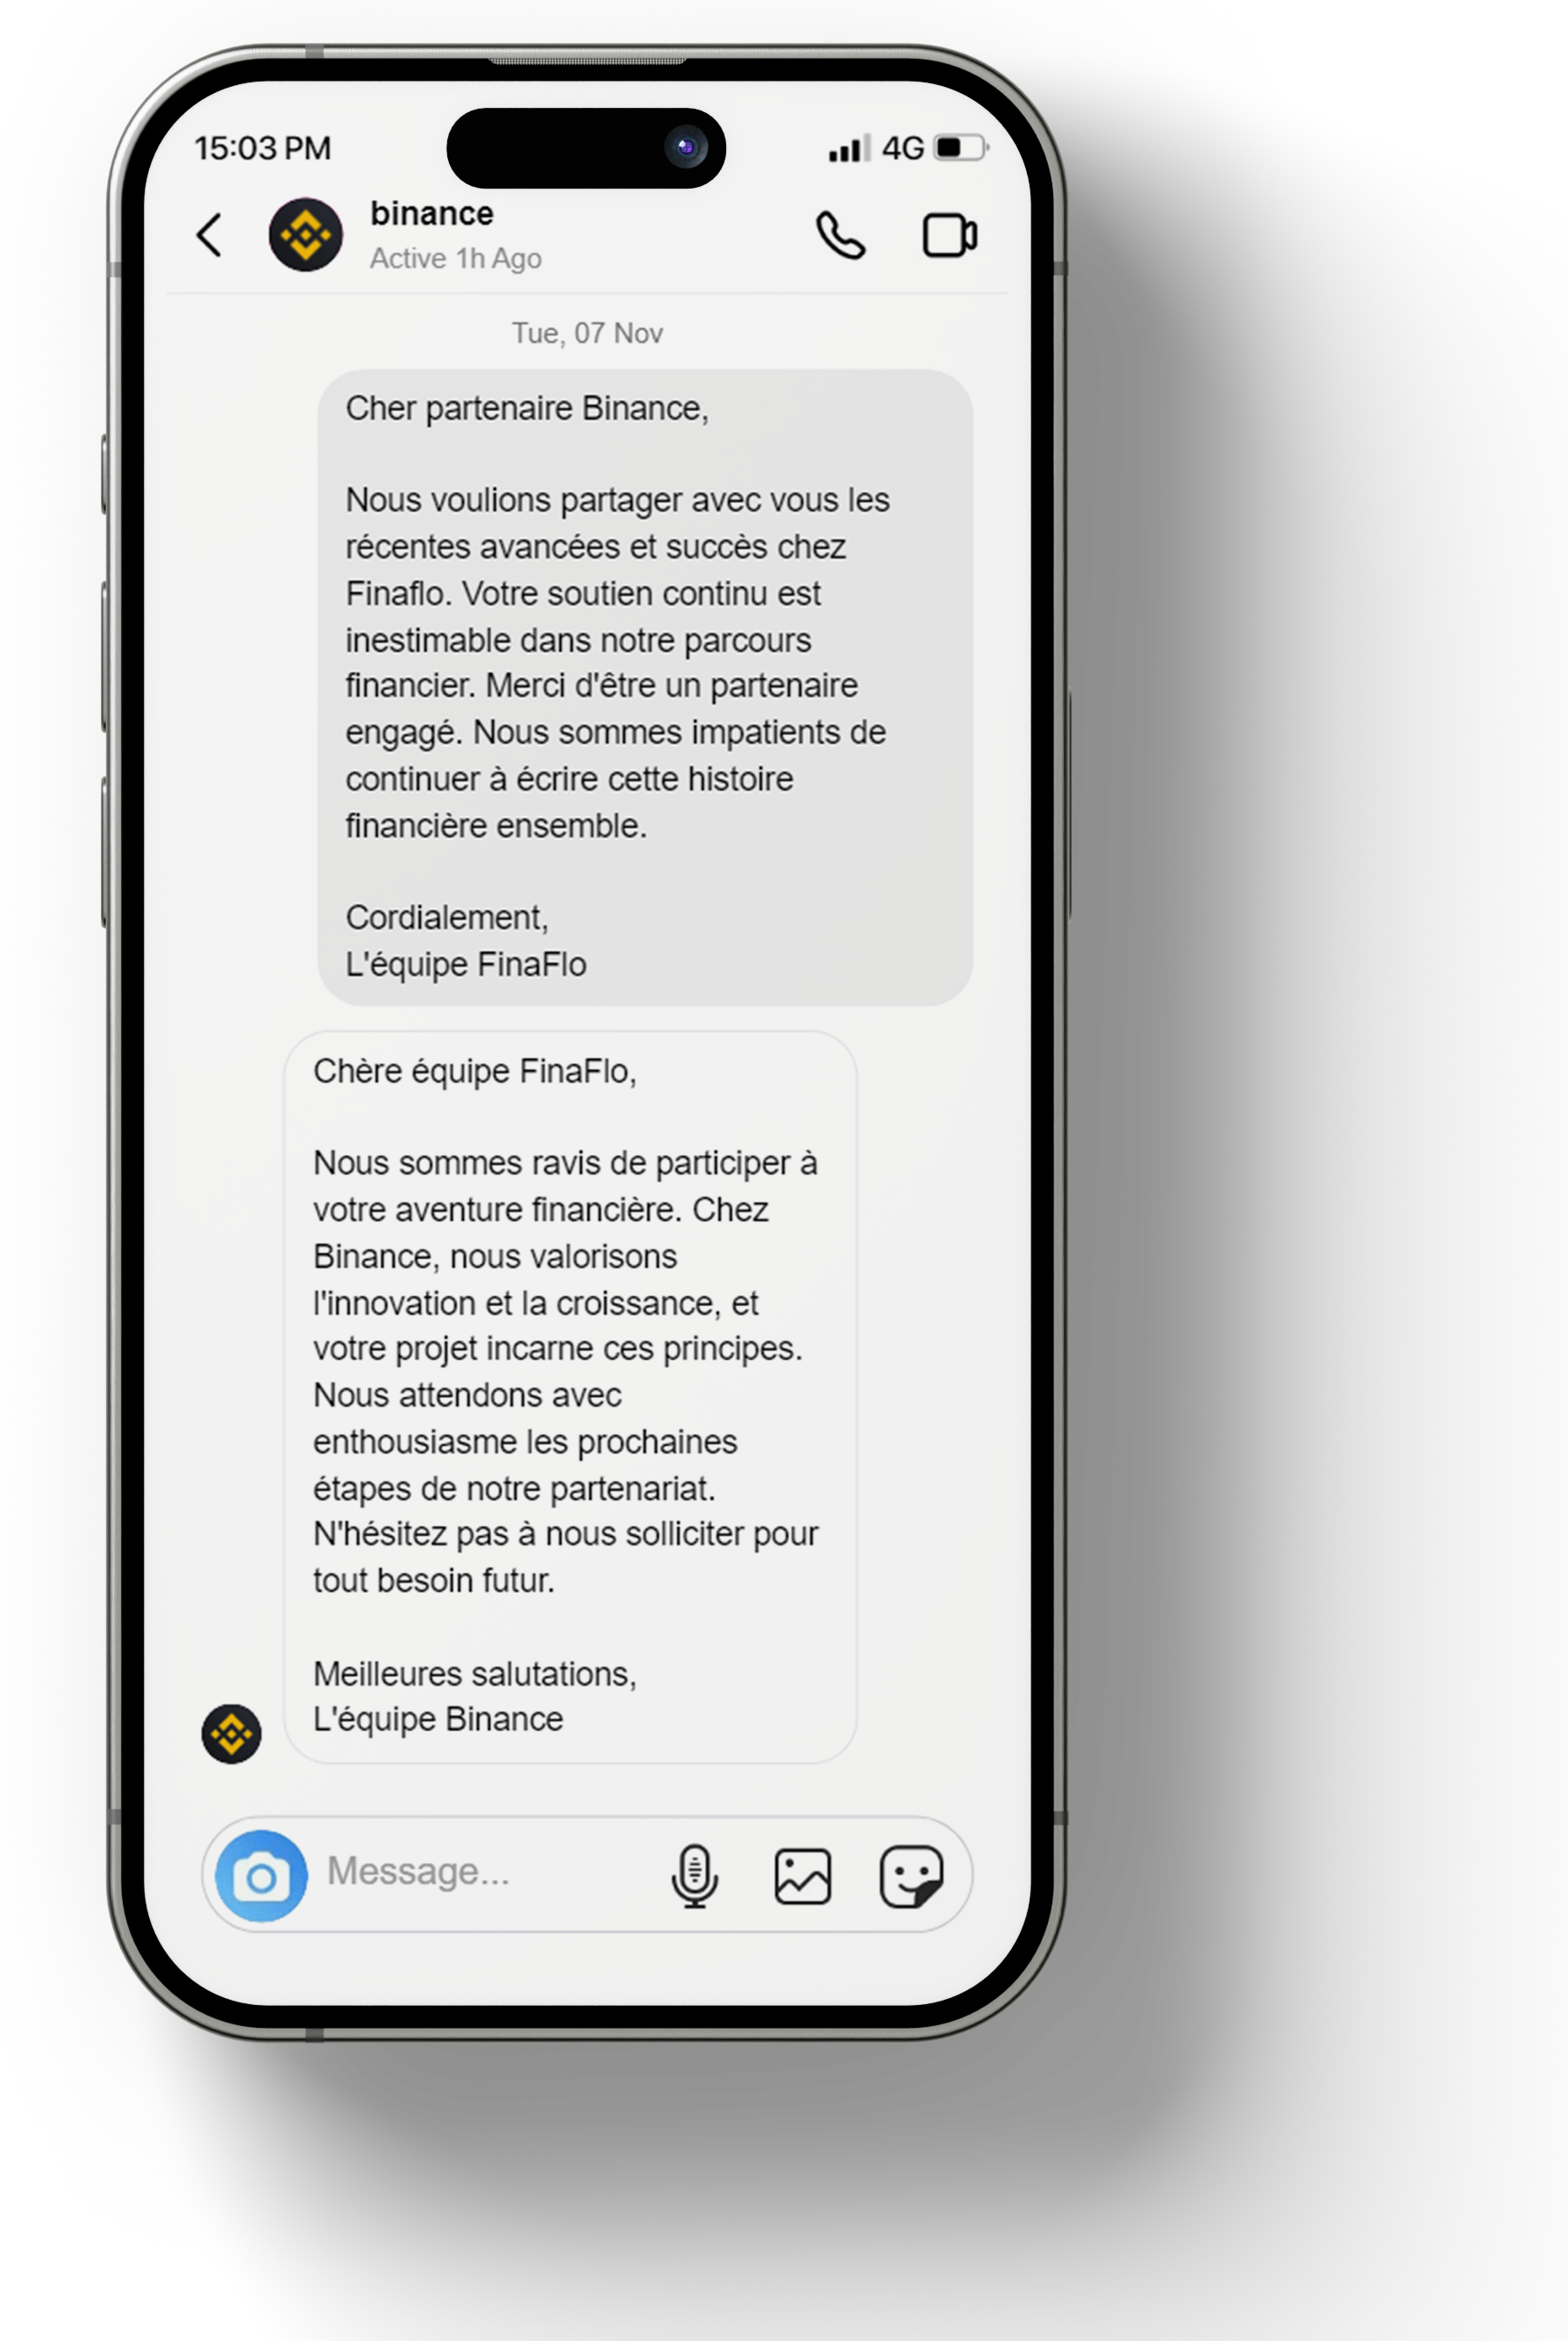 15:03 PM
4G
binance
Active 1h Ago
Tue, 07 Nov
Cher partenaire Binance,
Nous voulions partager avec vous les
récentes avancées et succès chez
Finaflo. Votre soutien continu est
inestimable dans notre parcours
financier. Merci d'être un partenaire
engagé. Nous sommes impatients de
continuer à écrire cette histoire
financière ensemble.
Cordialement,
L'équipe FinaFlo
Chère équipe FinaFlo,
Nous sommes ravis de participer à
votre aventure financière. Chez
Binance, nous valorisons
l'innovation et la croissance, et
votre projet incarne ces principes.
Nous attendons avec
enthousiasme les prochaines
étapes de notre partenariat.
N'hésitez pas à nous solliciter pour
tout besoin futur.
Meilleures salutations,
L'équipe Binance
Message...